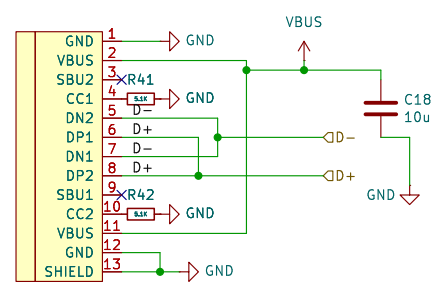 VBUS
GND 1 GND
VBUS 2
SBU2 3 R41
CC1 4 5.1K GND
DN2 5 D-
DP1 6 D+
DN1 7 D-
DP2 8 D+
SBU1 9 R42
CC2 10 5.1K GND
VBUS 11
GND 12
SHIELD 13 GND
D-
D+
C18
10u
GND